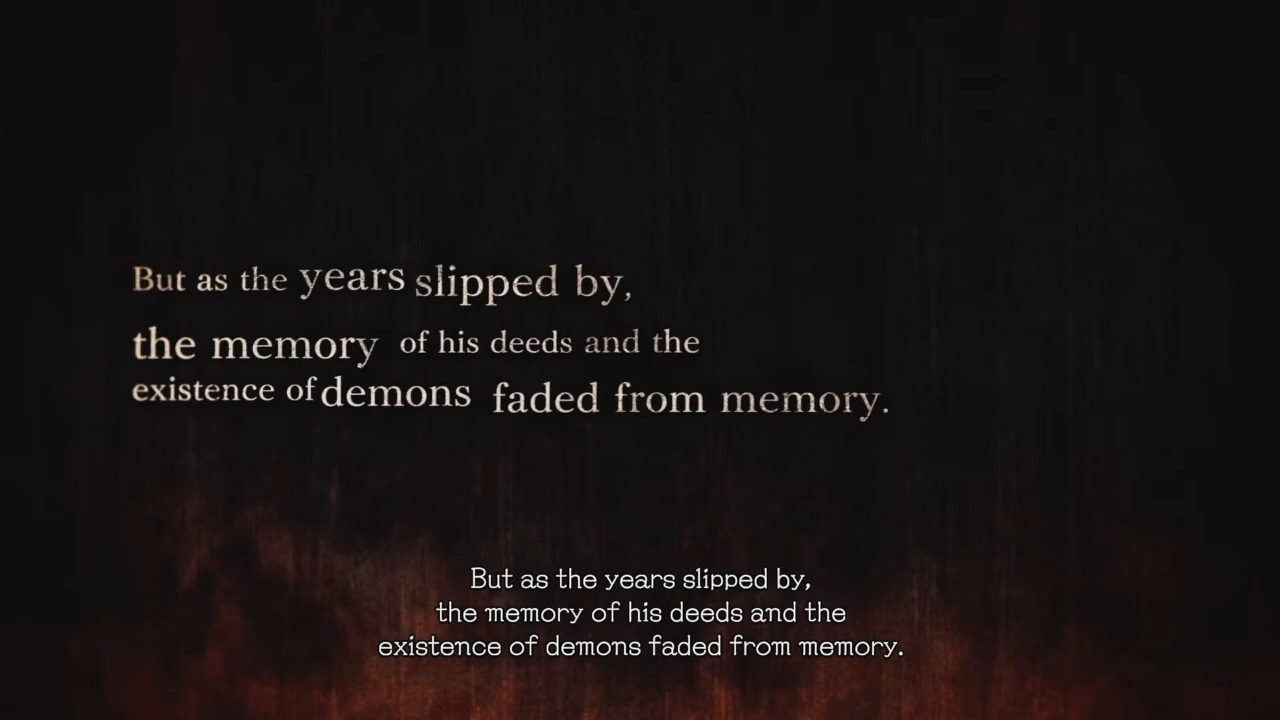 But as the years slipped by,
the memory of his deeds and the
existence of demons faded from memory.
But as the years slipped by,
the memory of his deeds and the
existence of demons faded from memory.